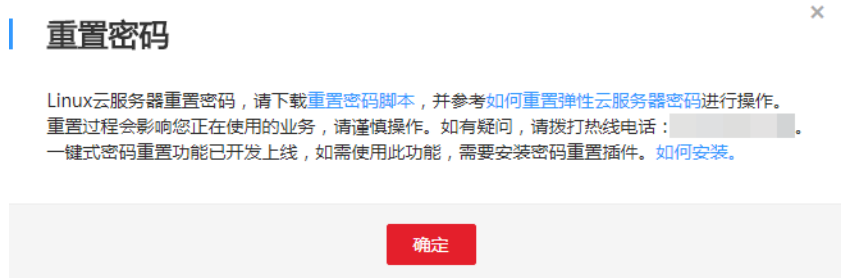 重置密码
Linux云服务器重置密码，请下载重置密码脚本，并参考如何重置弹性云服务器密码进行操作。
重置过程会影响您正在使用的业务，请谨慎操作。如有疑问，请拨打热线电话：。
一键式密码重置功能已开发上线，如需使用此功能，需要安装密码重置插件。如何安装。
确定